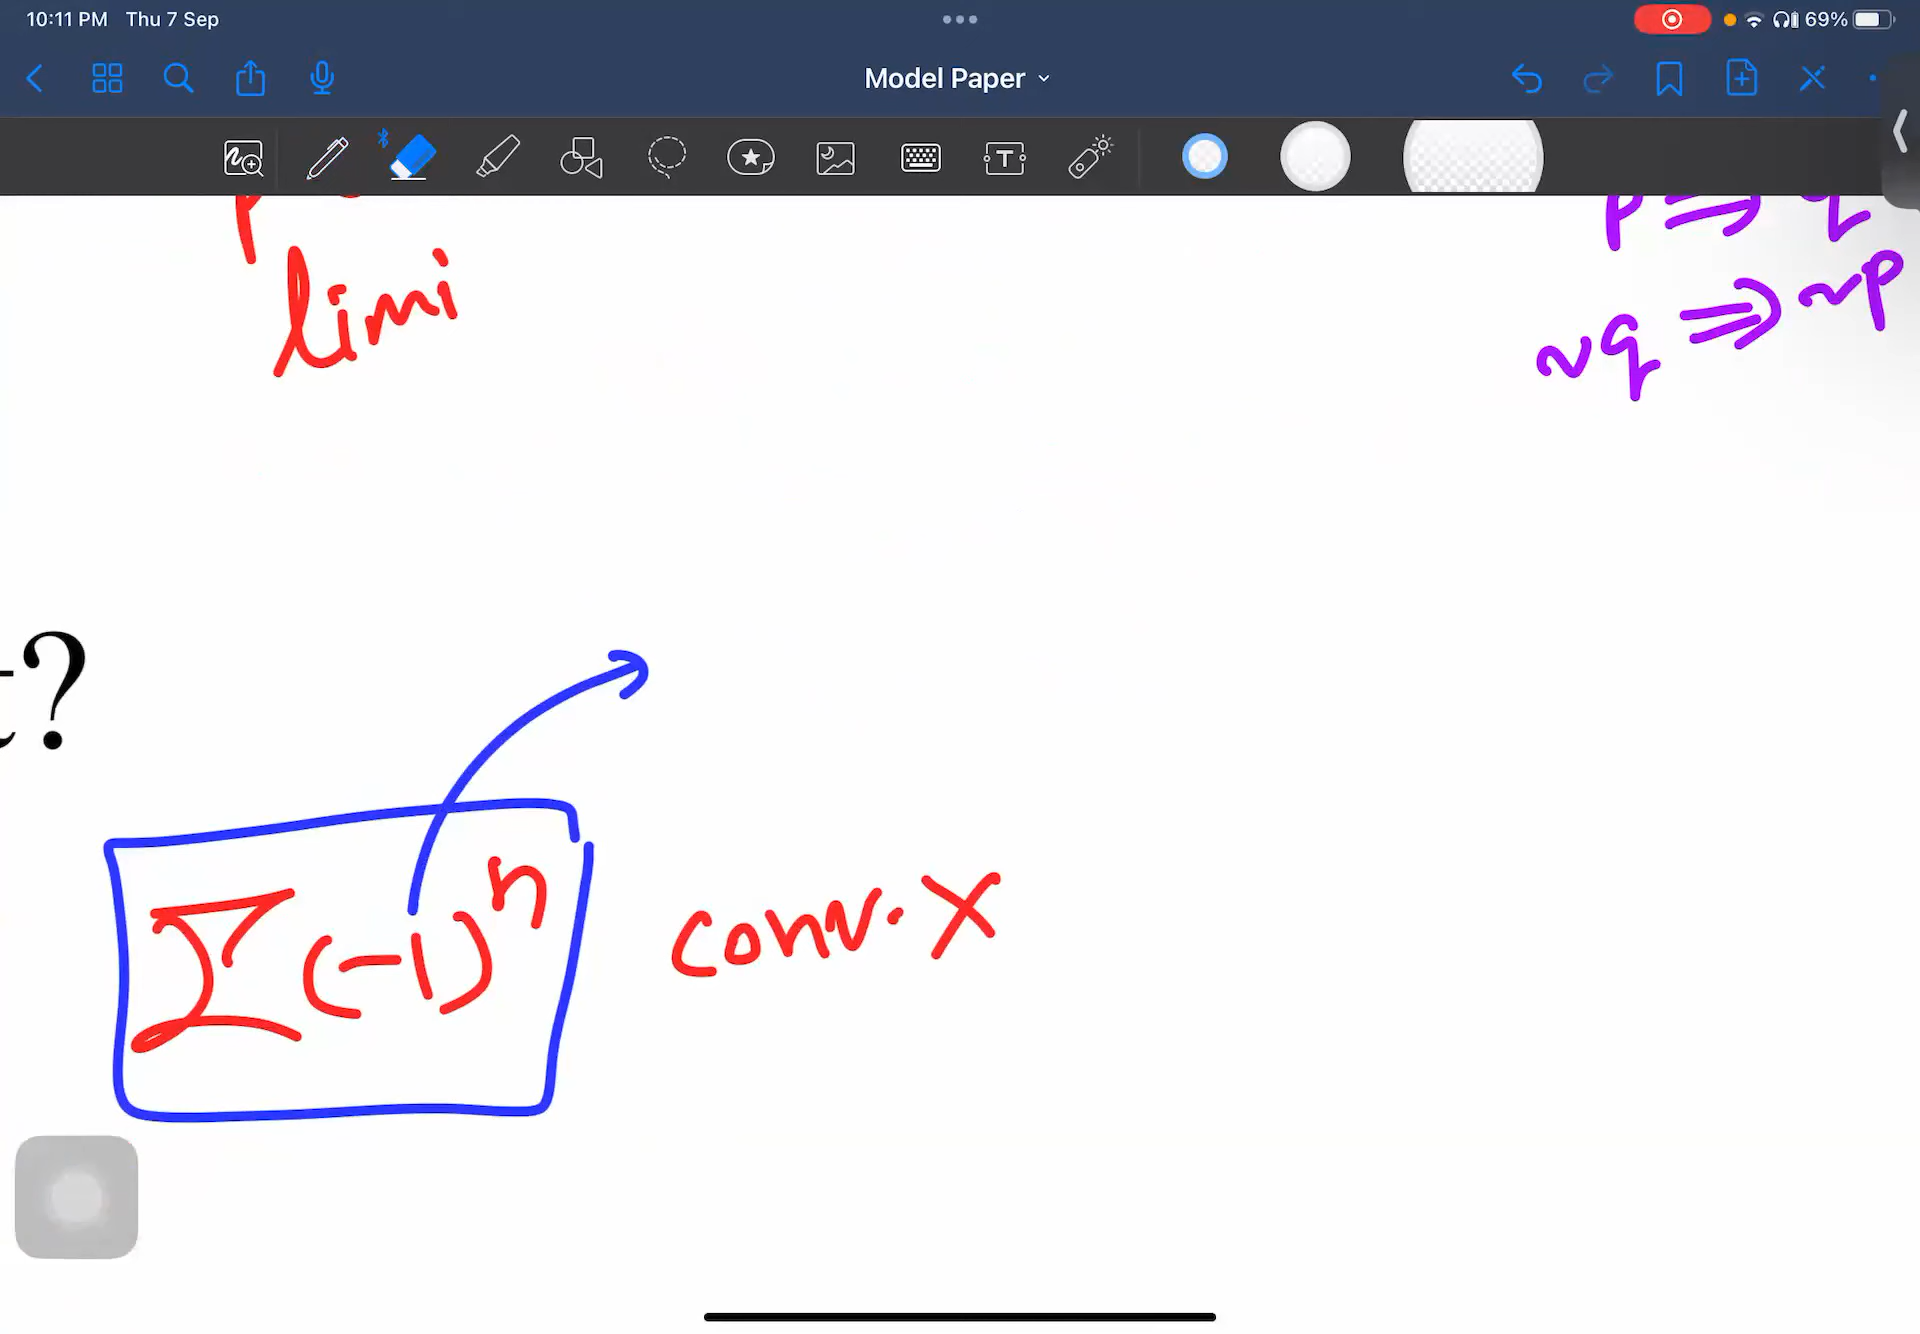 10:11 PM Thu 7 Sep
69%
Model Paper
T
p ⇒ q
limi
~q ⇒ ~p
t?
∑(-1)ⁿ conv. X